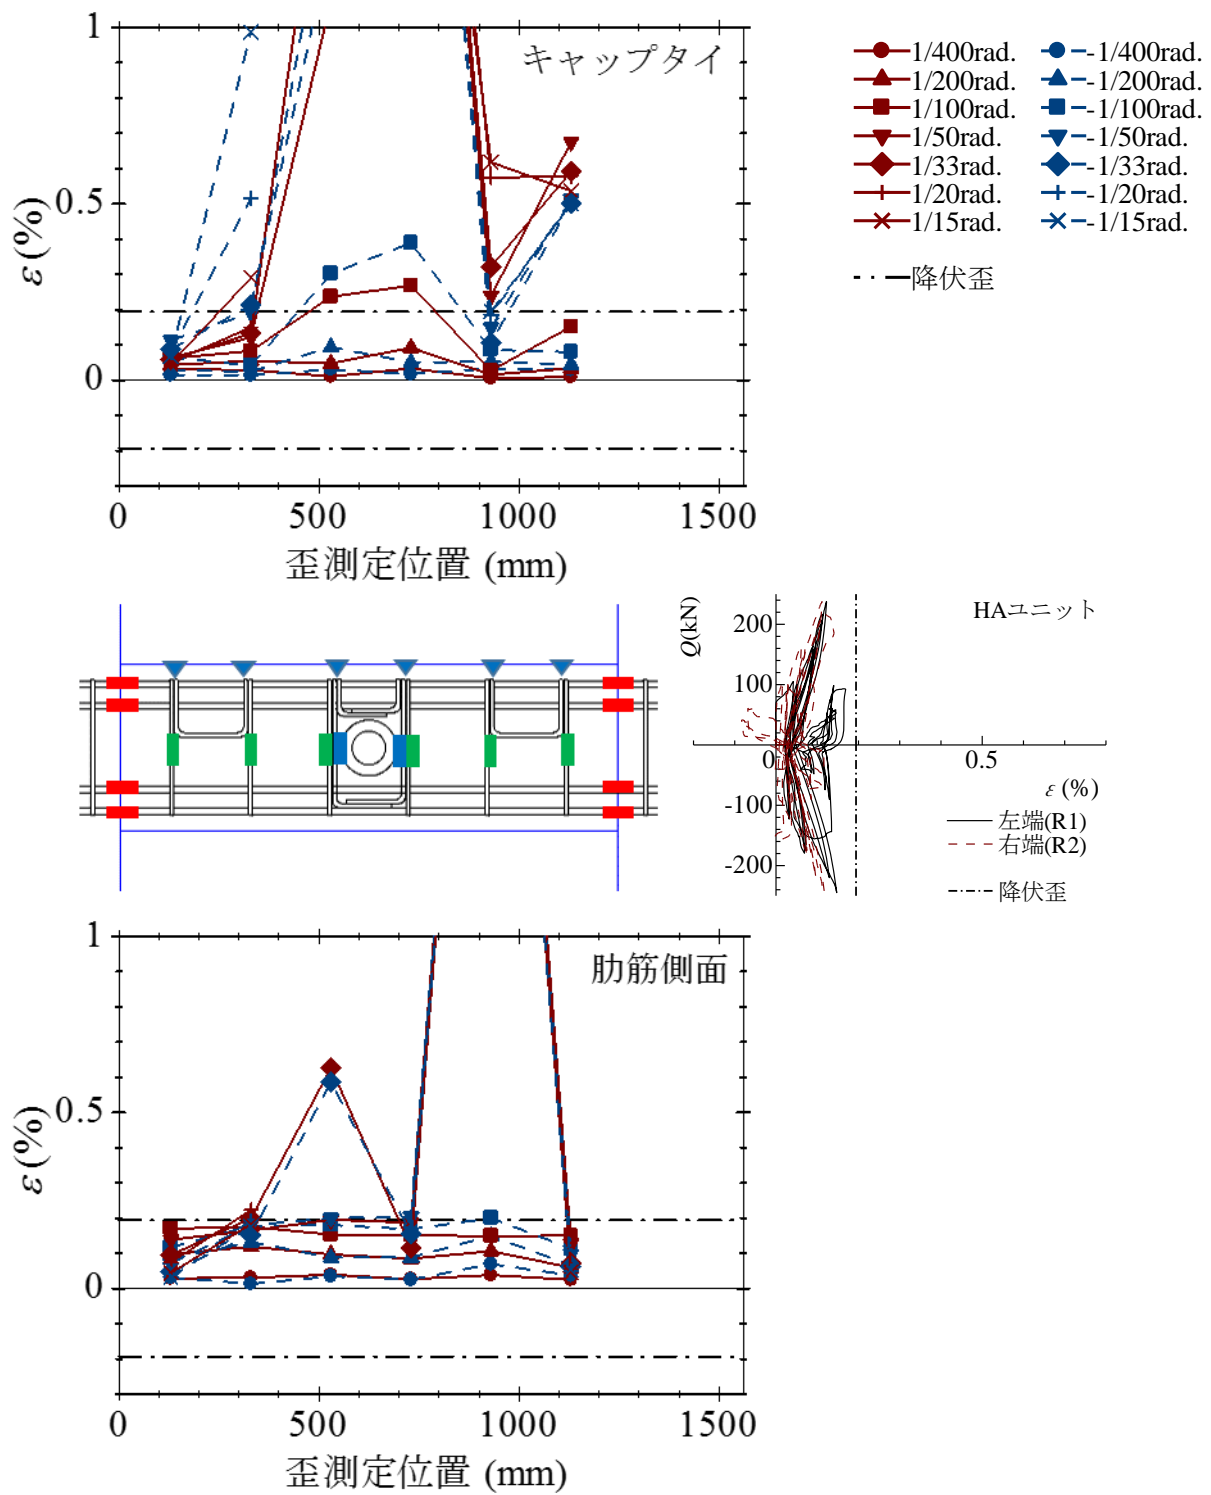 1
キャップタイ
0.5
0
ε(%)
0 500 1000 1500
歪測定位置 (mm)
1/400rad. -1/400rad.
1/200rad. -1/200rad.
1/100rad. -1/100rad.
1/50rad. -1/50rad.
1/33rad. -1/33rad.
1/20rad. -1/20rad.
1/15rad. -1/15rad.
降伏歪
Q(kN)
HAユニット
200
100
0 0.5
-100
-200
ε (%)
左端(R1)
右端(R2)
降伏歪
1
肋筋側面
0.5
0
ε(%)
0 500 1000 1500
歪測定位置 (mm)